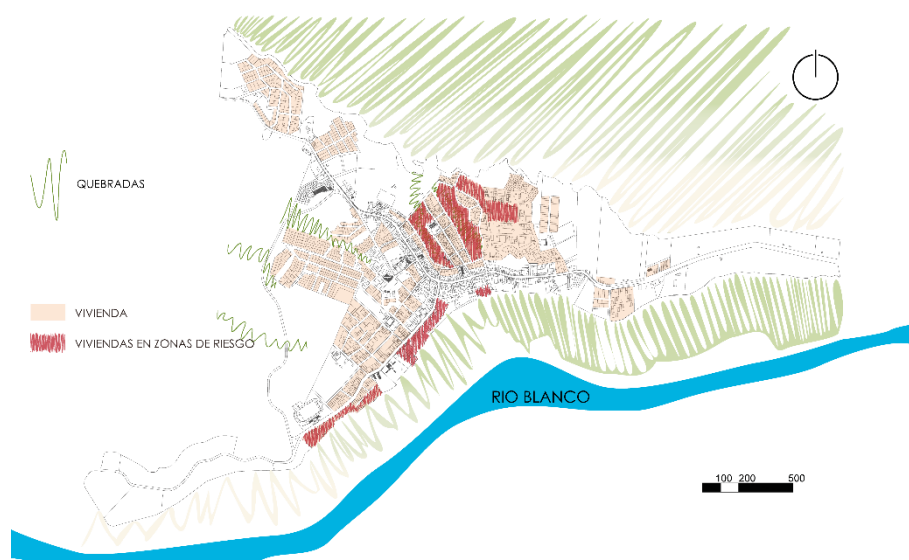 QUEBRADAS
VIVIENDA
VIVIENDAS EN ZONAS DE RIESGO
RIO BLANCO
100 200 500